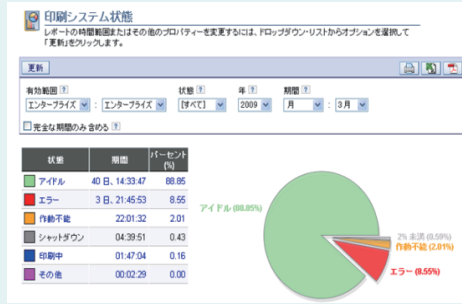 印刷システム状態
レポートの時間範囲またはその他のプロパティーを変更するには、ドロップダウン・リストからオプションを選択して
「更新」をクリックします。
更新
有効範囲 ? 状態 ? 年 ? 期間 ?
エンタープライズ : エンタープライズ [すべて] 2009 月 : 3月
完全な期間のみ含める ?
状態 期間 パーセント(%)
アイドル 40 日、14:33:47 88.85
エラー 3 日、21:45:53 8.55
作動不能 22:01:32 2.01
シャットダウン 04:39:51 0.43
印刷中 01:47:04 0.16
その他 00:02:29 0.00
アイドル (88.85%)
2% 未満 (0.59%)
作動不能 (2.01%)
エラー (8.55%)